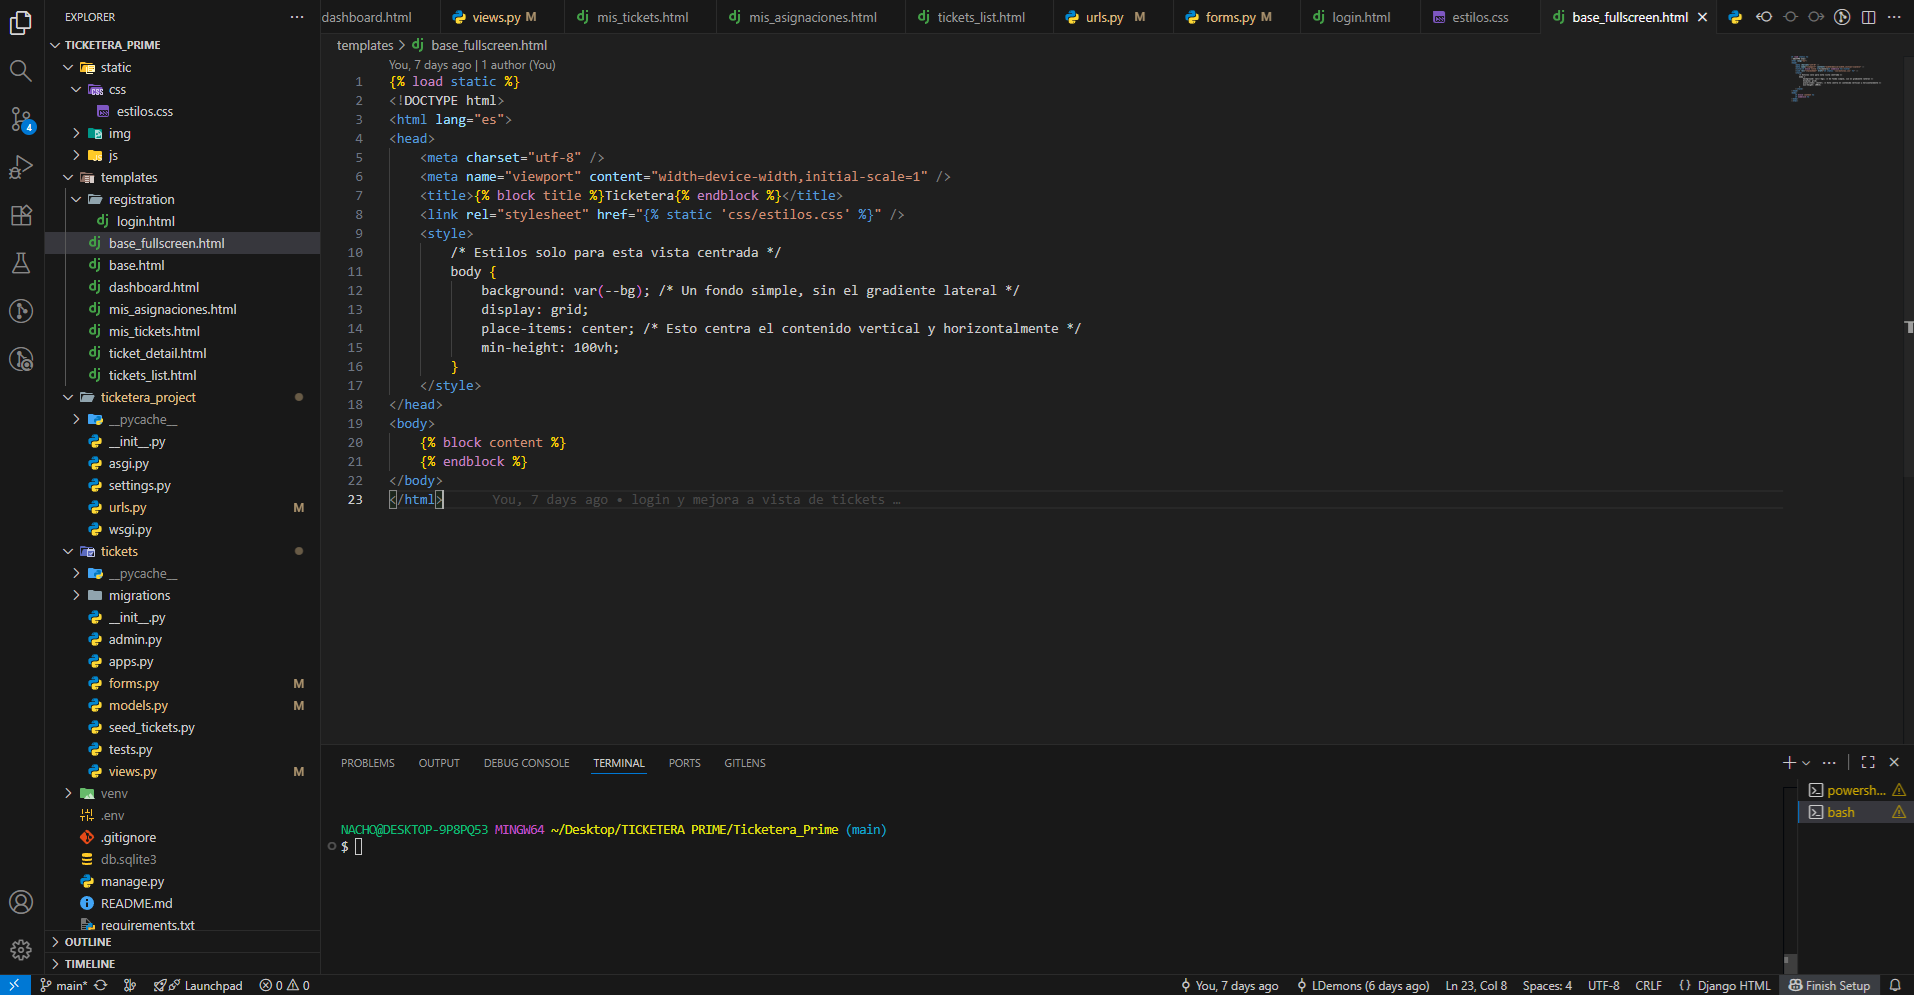 EXPLORER
TICKETERA_PRIME
static
css
estilos.css
img
js
templates
registration
login.html
base_fullscreen.html
base.html
dashboard.html
mis_asignaciones.html
mis_tickets.html
ticket_detail.html
tickets_list.html
ticketera_project
__pycache__
__init__.py
asgi.py
settings.py
urls.py M
wsgi.py
tickets
__pycache__
migrations
__init__.py
admin.py
apps.py
forms.py M
models.py M
seed_tickets.py
tests.py
views.py M
venv
.env
.gitignore
db.sqlite3
manage.py
README.md
requirements.txt
OUTLINE
TIMELINE
4
dashboard.html views.py M mis_tickets.html mis_asignaciones.html tickets_list.html urls.py M forms.py M login.html estilos.css base_fullscreen.html
templates > base_fullscreen.html
You, 7 days ago | 1 author (You)
1 {% load static %}
2 <!DOCTYPE html>
3 <html lang="es">
4 <head>
5 <meta charset="utf-8" />
6 <meta name="viewport" content="width=device-width,initial-scale=1" />
7 <title>{% block title %}Ticketera{% endblock %}</title>
8 <link rel="stylesheet" href="{% static 'css/estilos.css' %}" />
9 <style>
10 /* Estilos solo para esta vista centrada */
11 body {
12 background: var(--bg); /* Un fondo simple, sin el gradiente lateral */
13 display: grid;
14 place-items: center; /* Esto centra el contenido vertical y horizontalmente */
15 min-height: 100vh;
16 }
17 </style>
18 </head>
19 <body>
20 {% block content %}
21 {% endblock %}
22 </body>
23 </html> You, 7 days ago • login y mejora a vista de tickets …
PROBLEMS OUTPUT DEBUG CONSOLE TERMINAL PORTS GITLENS
NACHO@DESKTOP-9P8PQ53 MINGW64 ~/Desktop/TICKETERA PRIME/Ticketera_Prime (main)
$
powersh...
bash
main* Launchpad 0 0 You, 7 days ago LDemons (6 days ago) Ln 23, Col 8 Spaces: 4 UTF-8 CRLF {} Django HTML Finish Setup